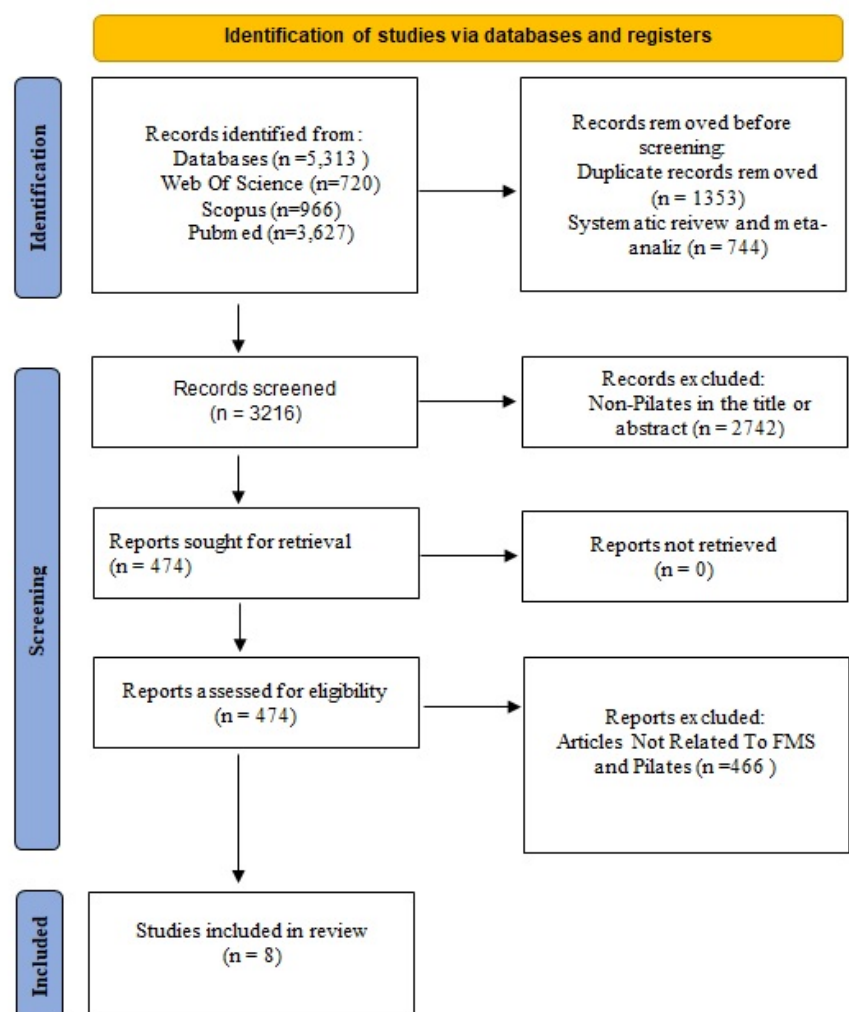 Identification of studies via databases and registers
Identification
Records identified from:
Databases (n =5,313 )
Web Of Science (n=720)
Scopus (n=966)
Pubmed (n=3,627)
Records removed before
screening:
Duplicate records removed
(n = 1353)
Systematic reivew and meta-
analiz (n = 744)
Screening
Records screened
(n = 3216)
Records excluded:
Non-Pilates in the title or
abstract (n = 2742)
Reports sought for retrieval
(n = 474)
Reports not retrieved
(n = 0)
Reports assessed for eligibility
(n = 474)
Reports excluded:
Articles Not Related To FMS
and Pilates (n =466 )
Included
Studies included in review
(n = 8)